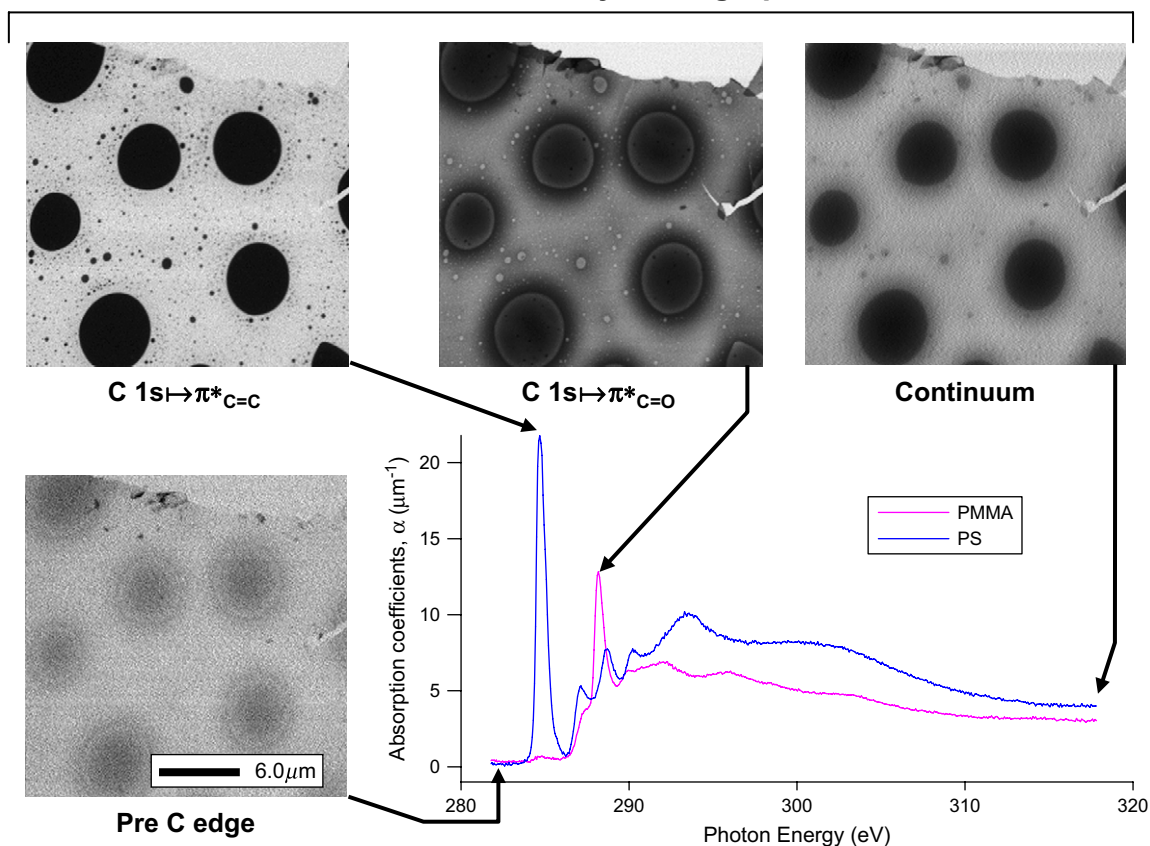 C 1s↦π*C=C
C 1s↦π*C=O
Continuum
Absorption coefficients, α (μm⁻¹)
20
15
10
5
0
PMMA
PS
6.0μm
280
290
300
310
320
Pre C edge
Photon Energy (eV)